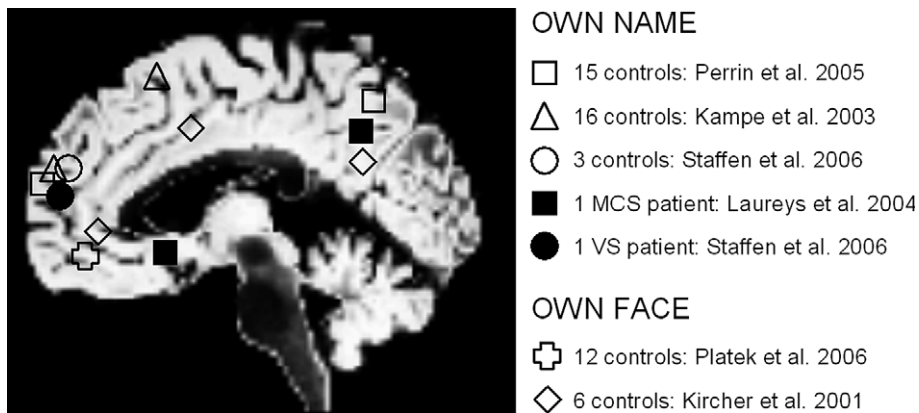 OWN NAME
15 controls: Perrin et al. 2005
16 controls: Kampe et al. 2003
3 controls: Staffen et al. 2006
1 MCS patient: Laureys et al. 2004
1 VS patient: Staffen et al. 2006
OWN FACE
12 controls: Platek et al. 2006
6 controls: Kircher et al. 2001